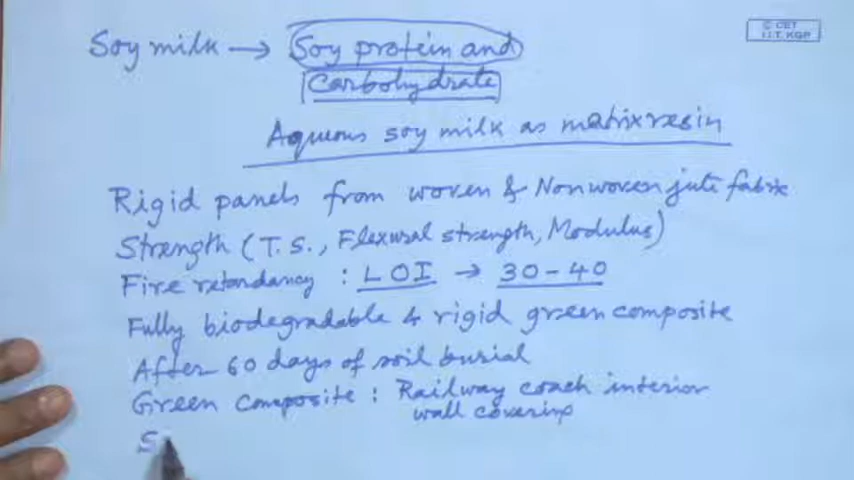 © CET
I.I.T. KGP
Soy milk → Soy protein and
Carbohydrate
Aqueous soy milk as matrix resin
Rigid panels from woven & Nonwoven jute fabric
Strength (T.S., Flexural strength, Modulus)
Fire retardancy : LOI → 30-40
Fully biodegradable & rigid green composite
After 60 days of soil burial
Green composite : Railway coach interior
wall covering
S